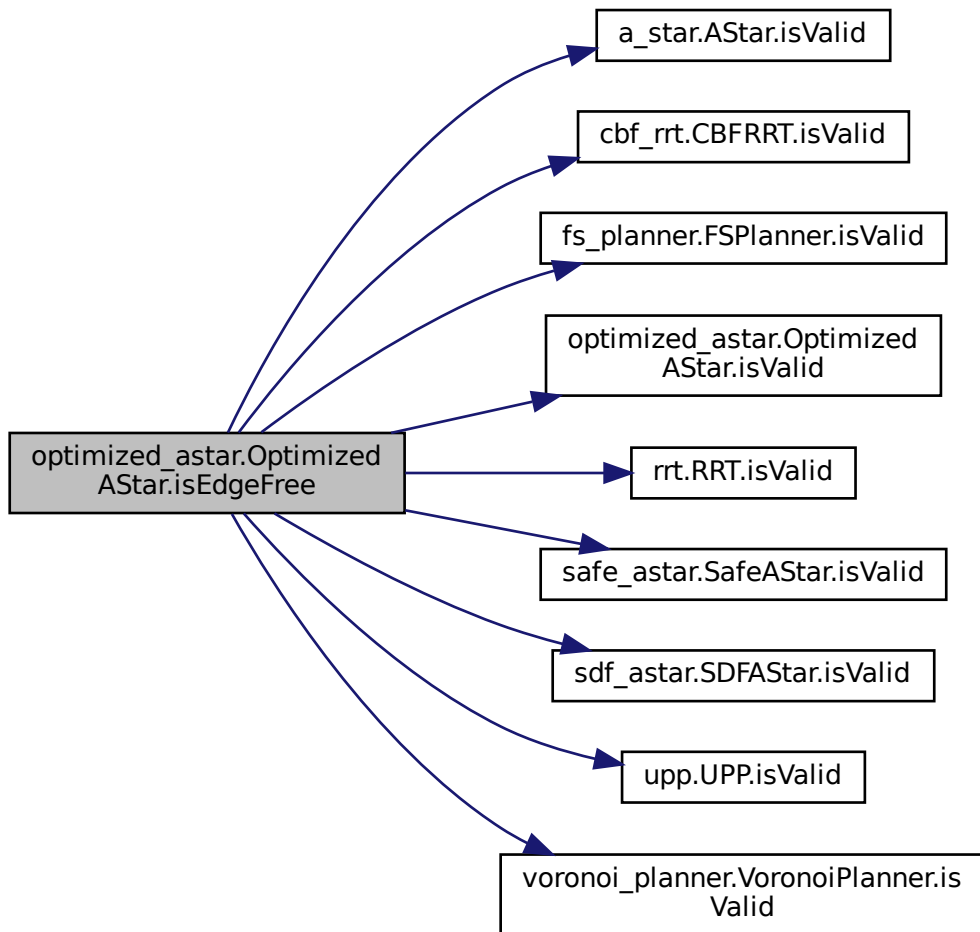 a_star.AStar.isValid
cbf_rrt.CBFRRT.isValid
fs_planner.FSPlanner.isValid
optimized_astar.Optimized
AStar.isValid
optimized_astar.Optimized
AStar.isEdgeFree
rrt.RRT.isValid
safe_astar.SafeAStar.isValid
sdf_astar.SDFAStar.isValid
upp.UPP.isValid
voronoi_planner.VoronoiPlanner.is
Valid